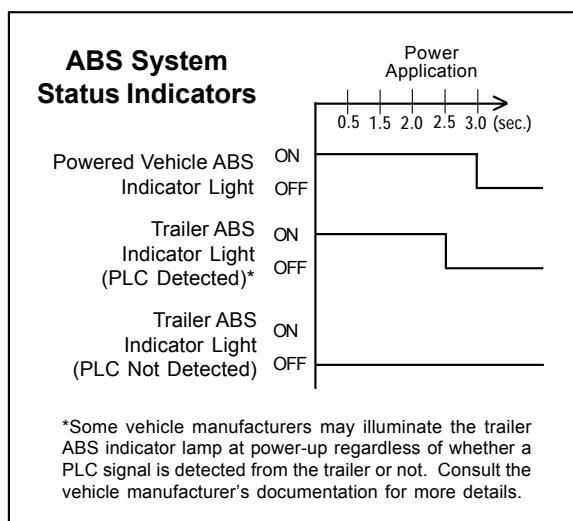 ABS System
Status Indicators
Power
Application
0.5 1.5 2.0 2.5 3.0 (sec.)
Powered Vehicle ABS
Indicator Light
ON
OFF
Trailer ABS
Indicator Light
(PLC Detected)*
ON
OFF
Trailer ABS
Indicator Light
(PLC Not Detected)
ON
OFF
*Some vehicle manufacturers may illuminate the trailer
ABS indicator lamp at power-up regardless of whether a
PLC signal is detected from the trailer or not. Consult the
vehicle manufacturer's documentation for more details.